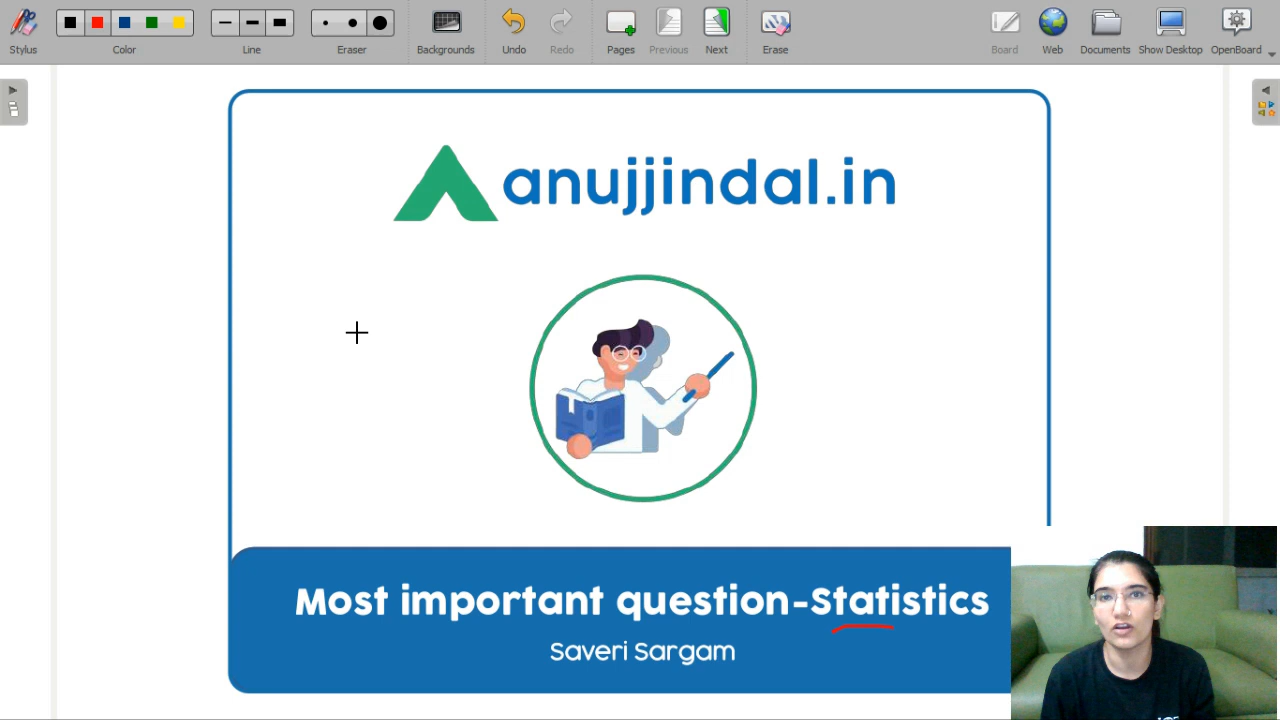 Stylus
Color
Line
Eraser
Backgrounds
Undo
Redo
Pages
Previous
Next
Erase
Board
Web
Documents
Show Desktop
OpenBoard
anujjindal.in
Most important question-Statistics
Saveri Sargam